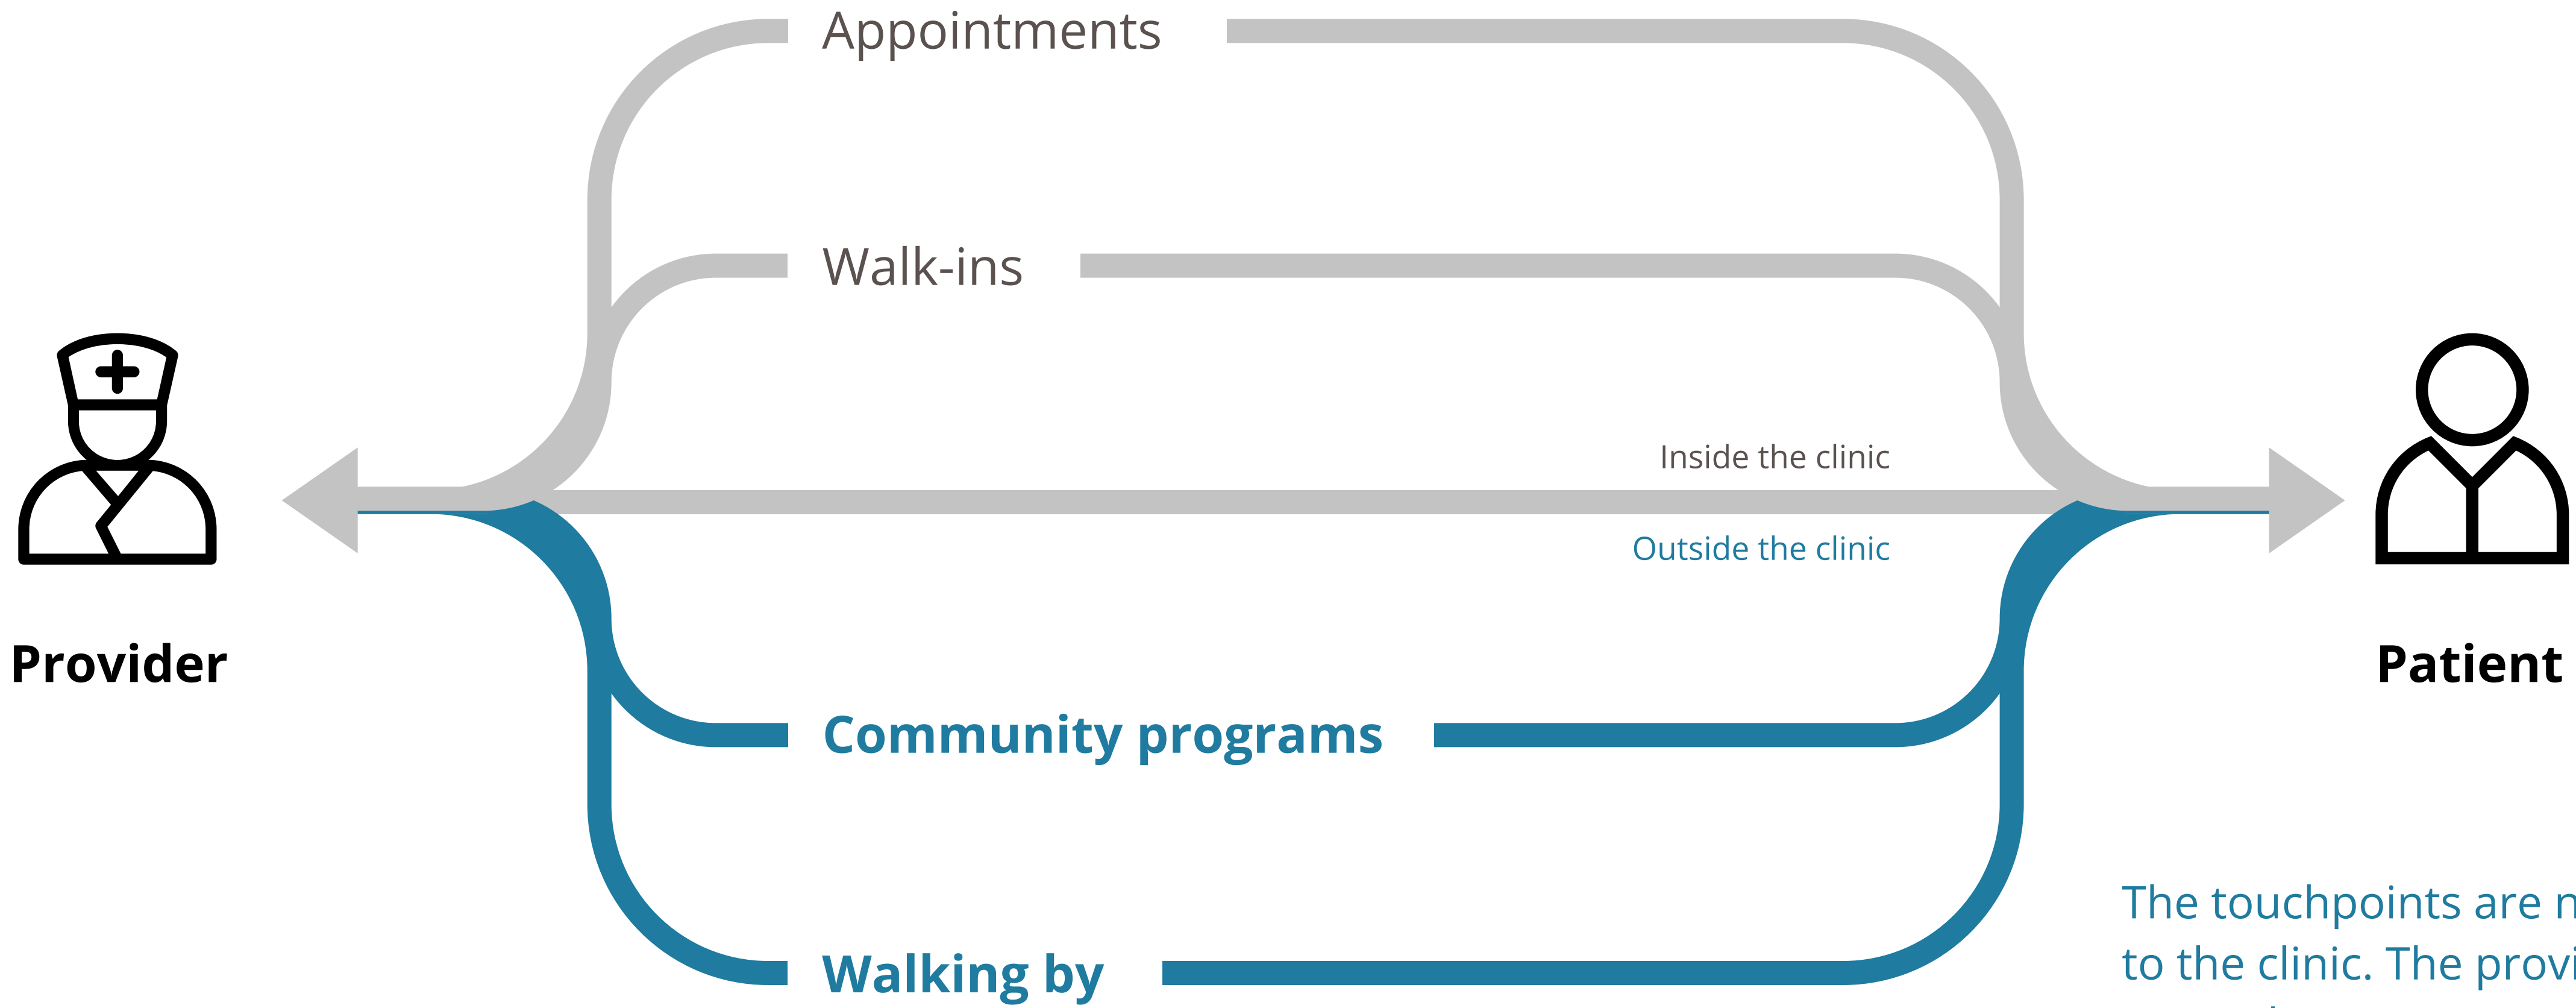 Appointments
Walk-ins
Inside the clinic
Outside the clinic
Provider
Patient
Community programs
Walking by
The touchpoints are
to the clinic. The